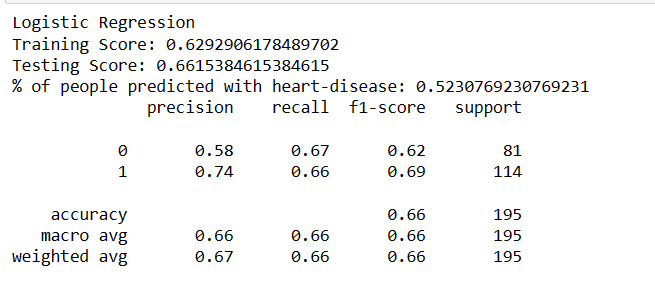 Logistic Regression
Training Score: 0.6292906178489702
Testing Score: 0.6615384615384615
% of people predicted with heart-disease: 0.5230769230769231
precision recall f1-score support
0 0.58 0.67 0.62 81
1 0.74 0.66 0.69 114
accuracy 0.66 195
macro avg 0.66 0.66 0.66 195
weighted avg 0.67 0.66 0.66 195